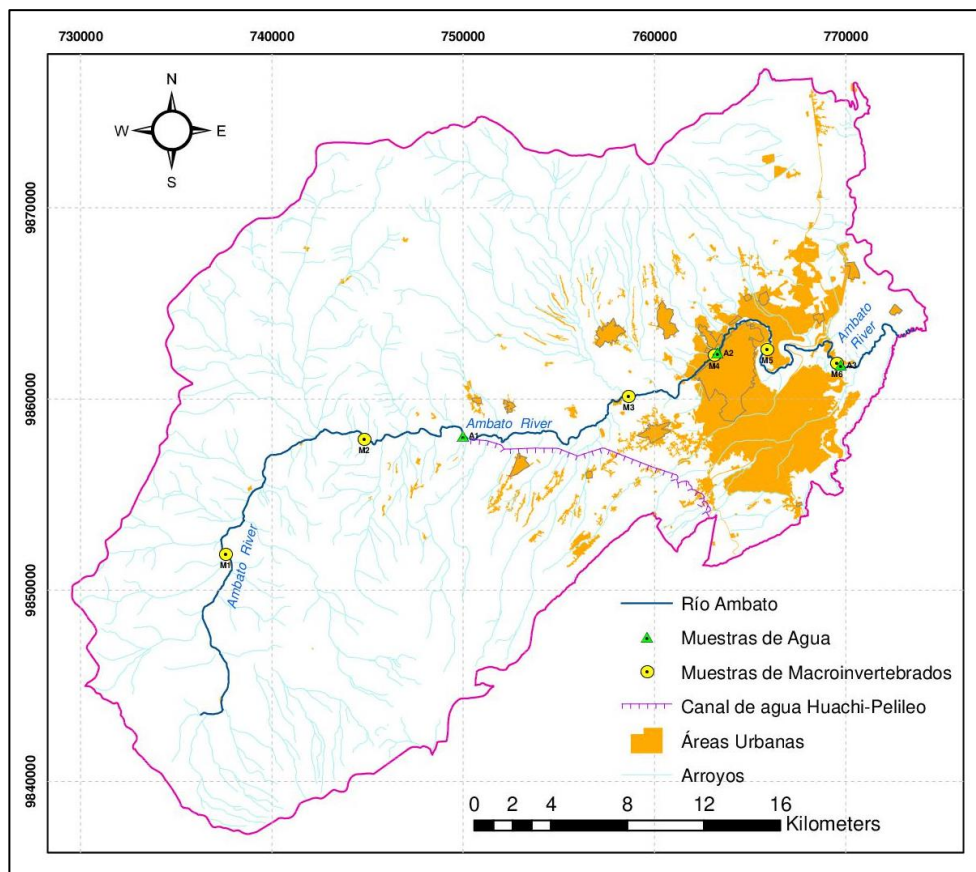 730000 740000 750000 760000 770000
N
W E
S
9870000
9860000
9850000
9840000
Ambato River
Ambato River
Ambato River
M1
M2
A1
M3
M4
A2
M5
M6
A3
Río Ambato
Muestras de Agua
Muestras de Macroinvertebrados
Canal de agua Huachi-Pelileo
Áreas Urbanas
Arroyos
0 2 4 8 12 16
Kilometers